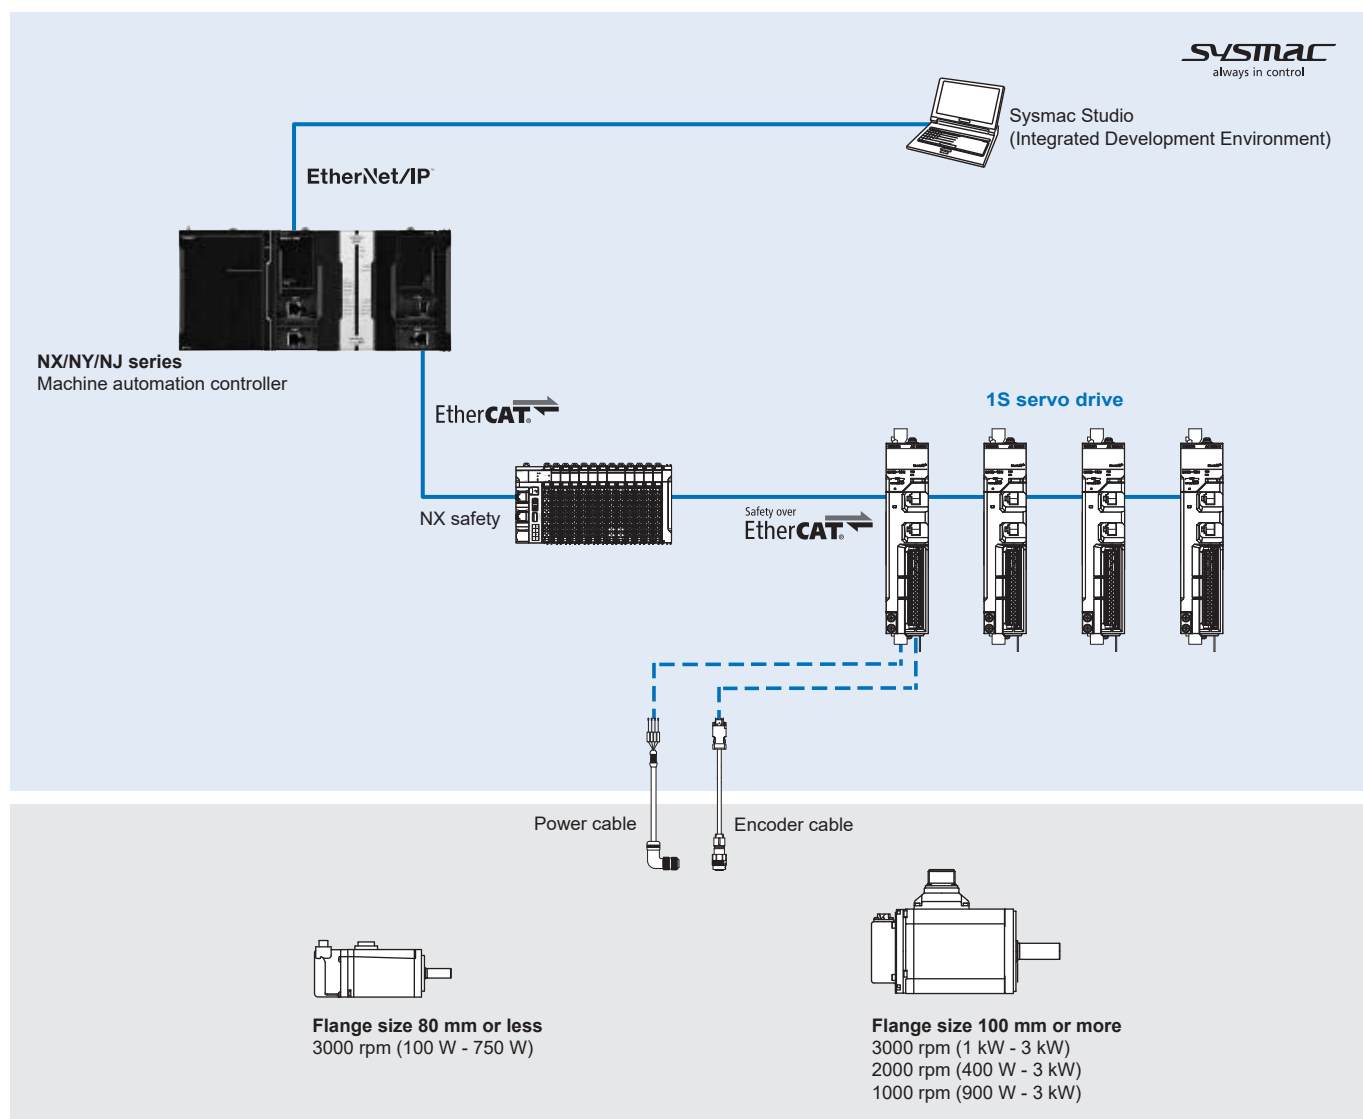 sysmac
always in control
Sysmac Studio
(Integrated Development Environment)
EtherNet/IP™
NX/NY/NJ series
Machine automation controller
EtherCAT®
1S servo drive
NX safety
Safety over
EtherCAT®
Power cable
Encoder cable
Flange size 80 mm or less
3000 rpm (100 W - 750 W)
Flange size 100 mm or more
3000 rpm (1 kW - 3 kW)
2000 rpm (400 W - 3 kW)
1000 rpm (900 W - 3 kW)